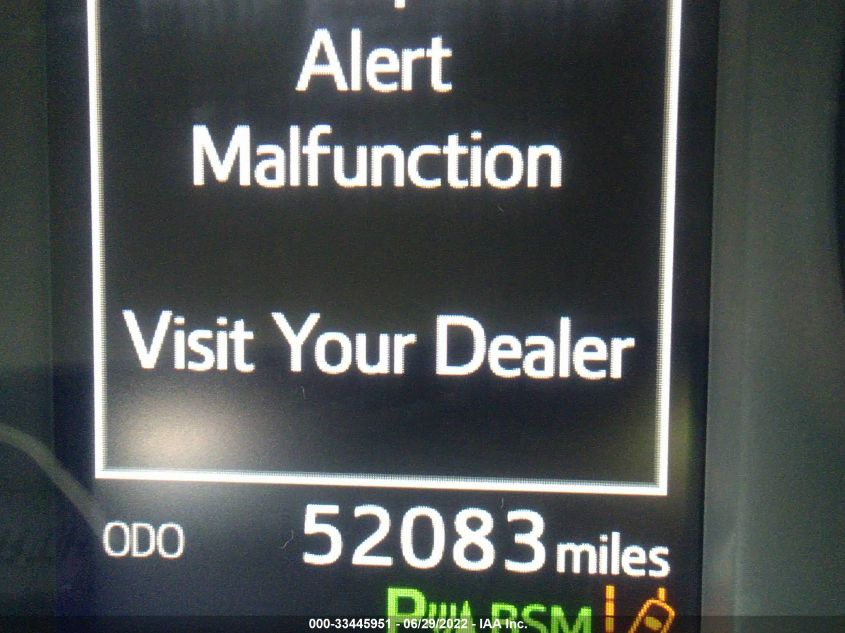 Alert
Malfunction
Visit Your Dealer
ODO 52083 miles
BSM
000-33445951 - 06/29/2022 - IAA Inc.